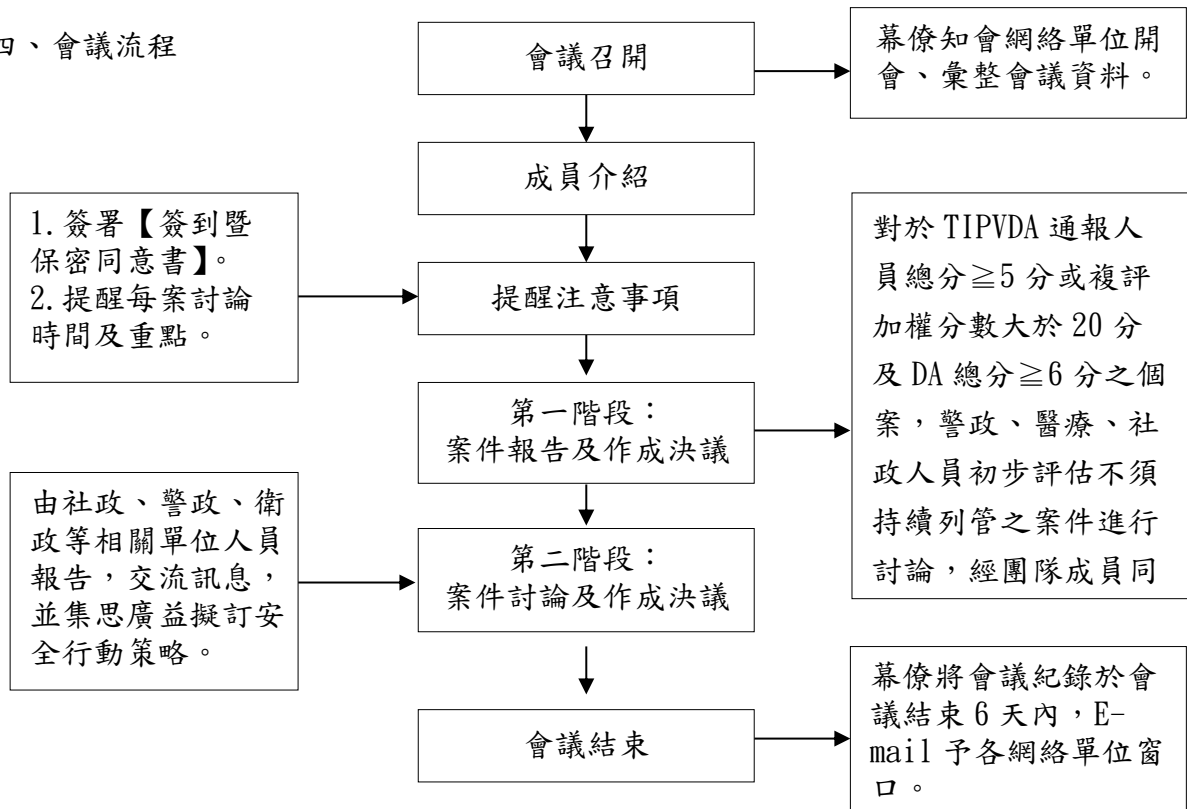 四、會議流程
會議召開
幕僚知會網絡單位開
會、彙整會議資料。
成員介紹
1.簽署【簽到暨
保密同意書】。
2.提醒每案討論
時間及重點。
提醒注意事項
對於 TIPVDA 通報人
員總分≧5 分或複評
加權分數大於 20 分
及 DA 總分≧6 分之個
案，警政、醫療、社
政人員初步評估不須
持續列管之案件進行
討論，經團隊成員同
第一階段：
案件報告及作成決議
由社政、警政、衛
政等相關單位人員
報告，交流訊息，
並集思廣益擬訂安
全行動策略。
第二階段：
案件討論及作成決議
會議結束
幕僚將會議紀錄於會
議結束 6 天內，E-
mail 予各網絡單位窗
口。